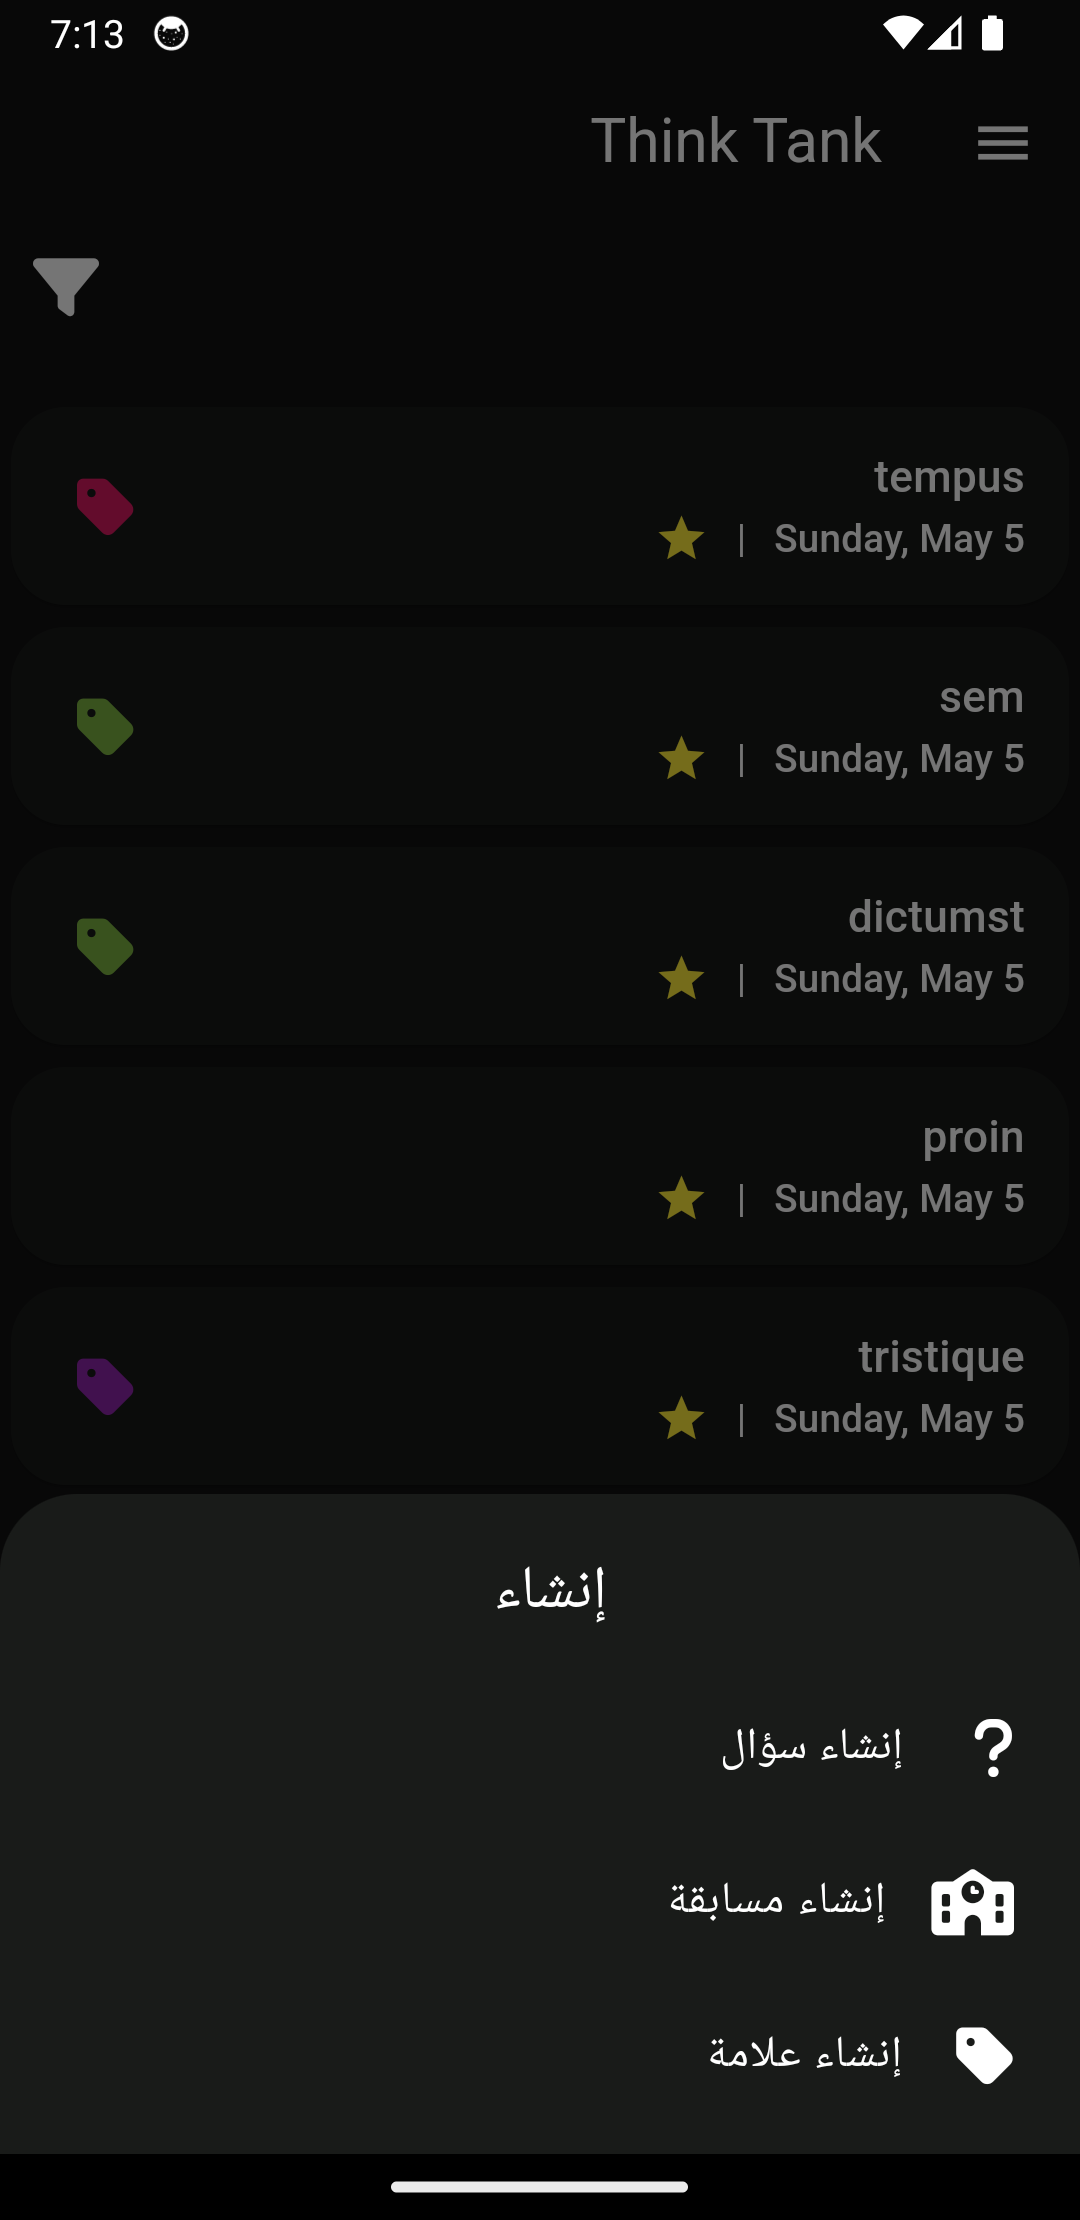 7:13
Think Tank
tempus
Sunday, May 5 |
sem
Sunday, May 5 |
dictumst
Sunday, May 5 |
proin
Sunday, May 5 |
tristique
Sunday, May 5 |
إنشاء
إنشاء سؤال
إنشاء مسابقة
إنشاء علامة